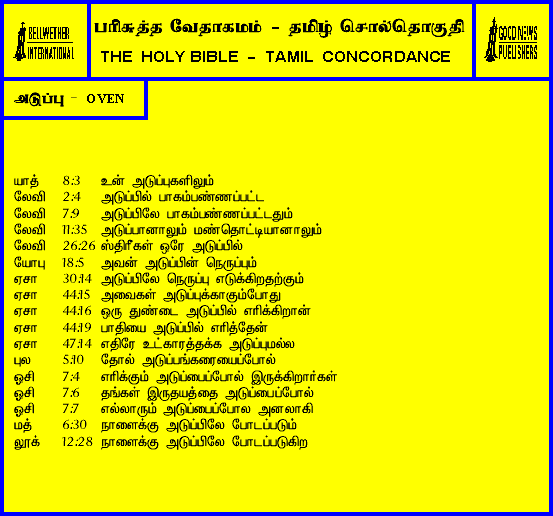 BELLWETHER
INTERNATIONAL
பரிசுத்த வேதாகமம் - தமிழ் சொல்தொகுதி
THE HOLY BIBLE - TAMIL CONCORDANCE
GOOD NEWS
PUBLISHERS
அடுப்பு - OVEN
யாத் 8:3 உன் அடுப்புகளிலும்
லேவி 2:4 அடுப்பில் பாகம்பண்ணப்பட்ட
லேவி 7:9 அடுப்பிலே பாகம்பண்ணப்பட்டதும்
லேவி 11:35 அடுப்பானாலும் மண்தொட்டியானாலும்
லேவி 26:26 ஸ்திரீகள் ஒரே அடுப்பில்
யோபு 18:5 அவன் அடுப்பின் நெருப்பும்
ஏசா 30:14 அடுப்பிலே நெருப்பு எடுக்கிறதற்கும்
ஏசா 44:15 அவைகள் அடுப்புக்காகும்போது
ஏசா 44:16 ஒரு துண்டை அடுப்பில் எரிக்கிறான்
ஏசா 44:19 பாதியை அடுப்பில் எரித்தேன்
ஏசா 47:14 எதிரே உட்காரத்தக்க அடுப்புமல்ல
புல 5:10 தோல் அடுப்பங்கரையைப்போல்
ஓசி 7:4 எரிக்கும் அடுப்பைப்போல் இருக்கிறார்கள்
ஓசி 7:6 தங்கள் இருதயத்தை அடுப்பைப்போல்
ஓசி 7:7 எல்லாரும் அடுப்பைப்போல அனலாகி
மத் 6:30 நாளைக்கு அடுப்பிலே போடப்படும்
லூக் 12:28 நாளைக்கு அடுப்பிலே போடப்படுகிற